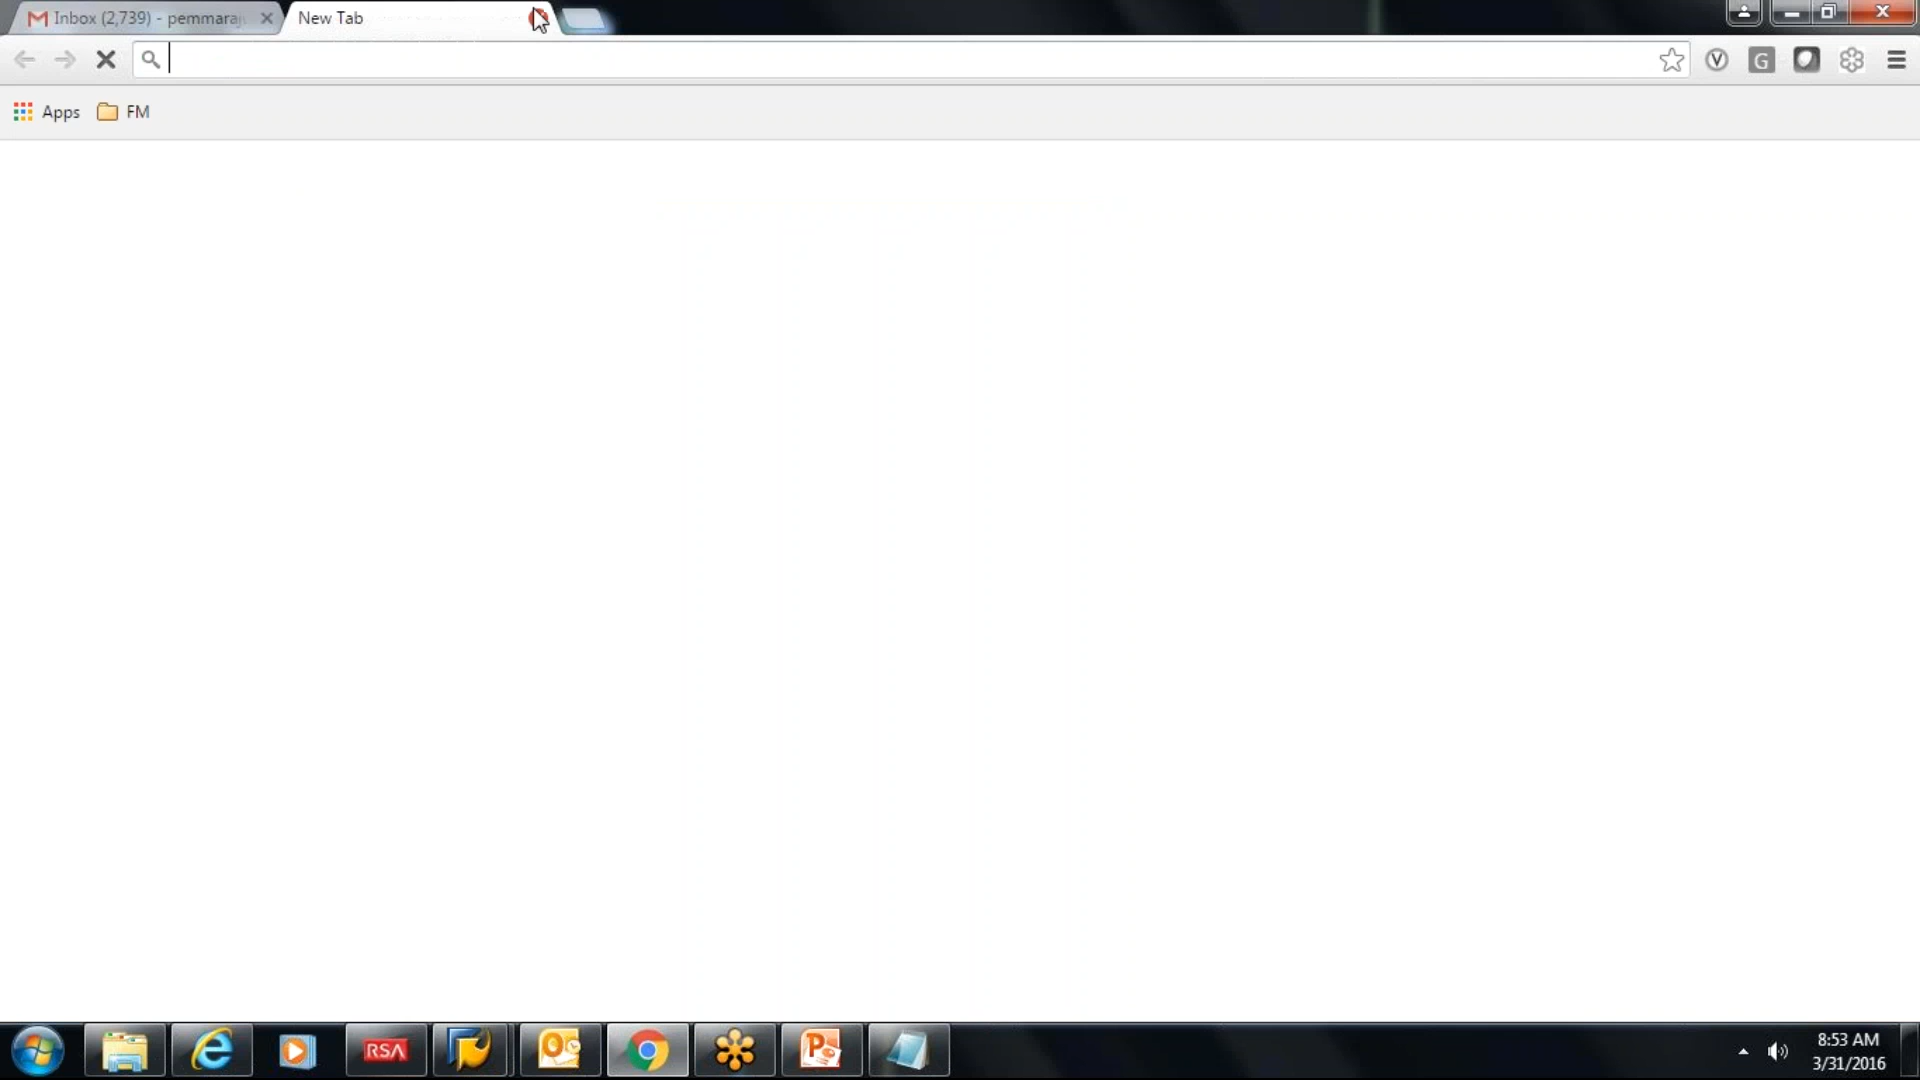 Inbox (2,739) - pemmaraj
New Tab
G
Apps
FM
RSA
8:53 AM
3/31/2016